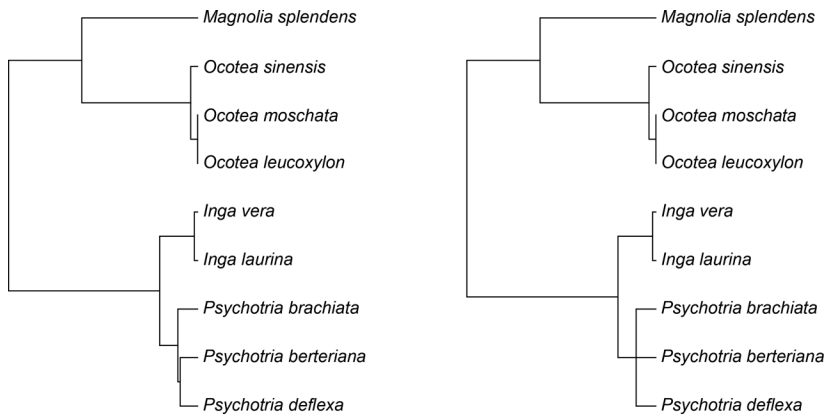 Magnolia splendens
Ocotea sinensis
Ocotea moschata
Ocotea leucoxylon
Inga vera
Inga laurina
Psychotria brachiata
Psychotria berteriana
Psychotria deflexa
Magnolia splendens
Ocotea sinensis
Ocotea moschata
Ocotea leucoxylon
Inga vera
Inga laurina
Psychotria brachiata
Psychotria berteriana
Psychotria deflexa